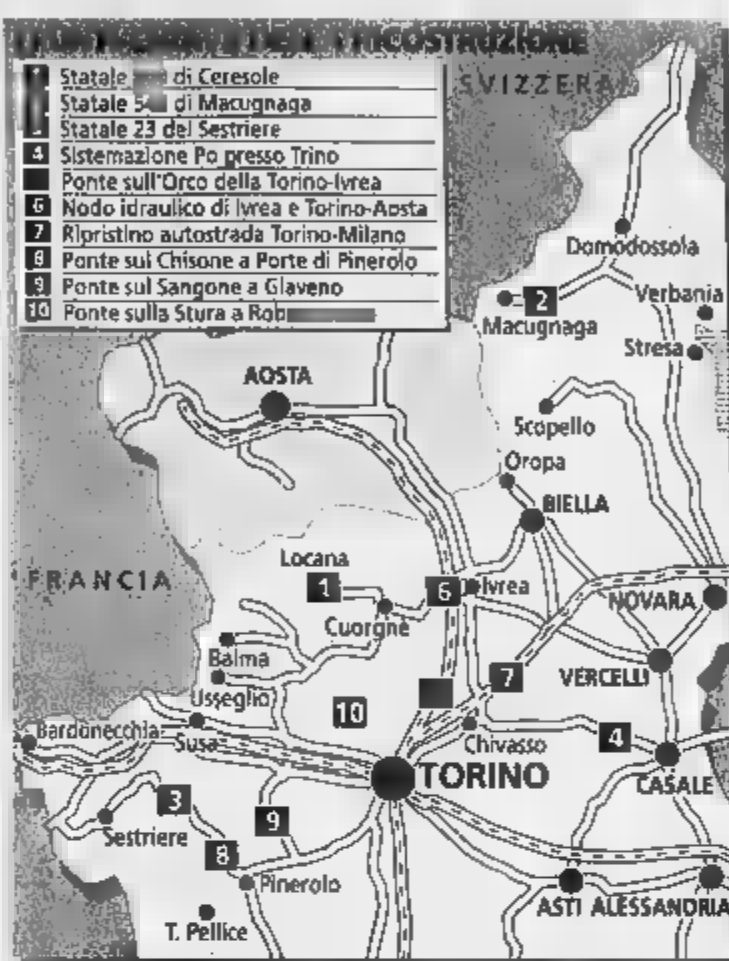 RICOSTRUZIONE
Statale di Ceresole
Statale di Macugnaga
Statale 23 del Sestriere
4 Sistemazione Po presso Trino
Ponte sull'Orco della Torino-Ivrea
6 Nodo idraulico di Ivrea e Torino-Aosta
7 Ripristino autostrada Torino-Milano
8 Ponte sul Chisone a Porte di Pinerolo
9 Ponte sul Sangone a Giaveno
10 Ponte sulla Stura a
SVIZZERA
Domodossola
2
Verbania
Macugnaga
Stresa
AOSTA
Scopello
Oropa
BIELLA
Locana
FRANCIA
1
6
Ivrea
NOVARA
Cuorgnè
Balma
7
VERCELLI
Usseglio
10
Bardonecchia
Susa
Chivasso
4
TORINO
CASALE
3
9
Sestriere
8
Pinerolo
ASTI ALESSANDRIA
T. Pellice